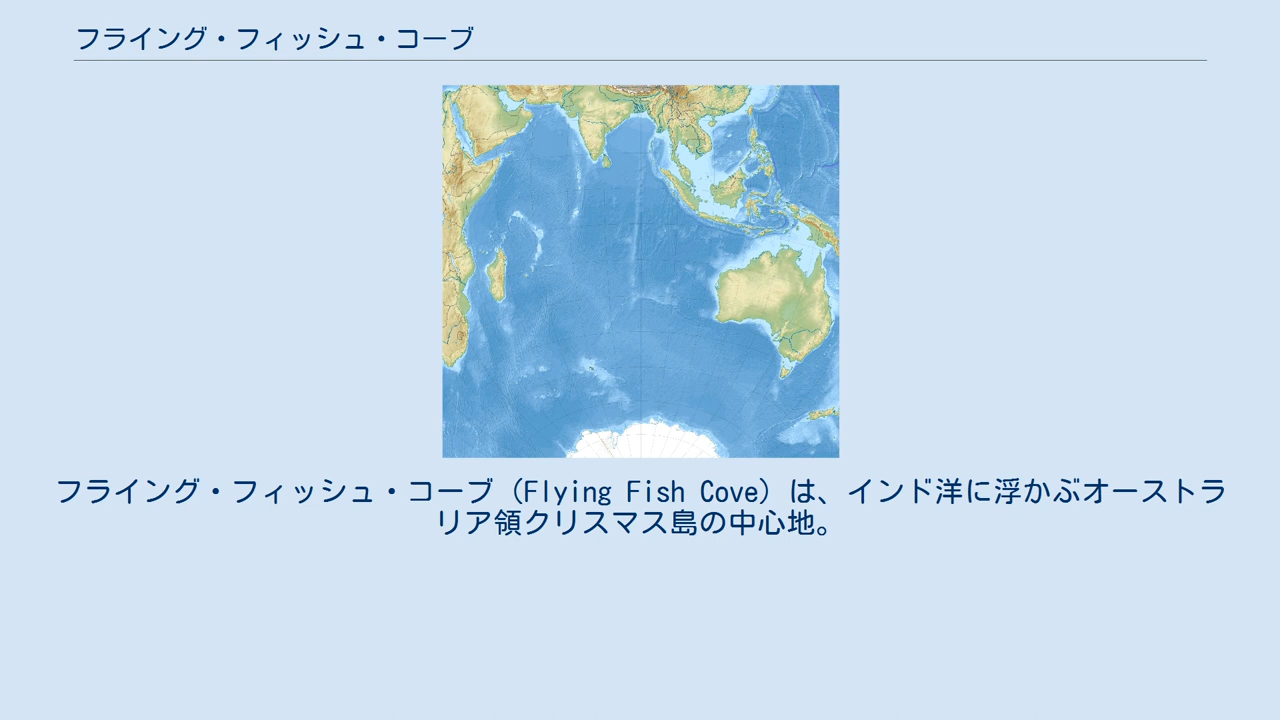 フライング・フィッシュ・コーブ
フライング・フィッシュ・コーブ（Flying Fish Cove）は、インド洋に浮かぶオーストラ
リア領クリスマス島の中心地。